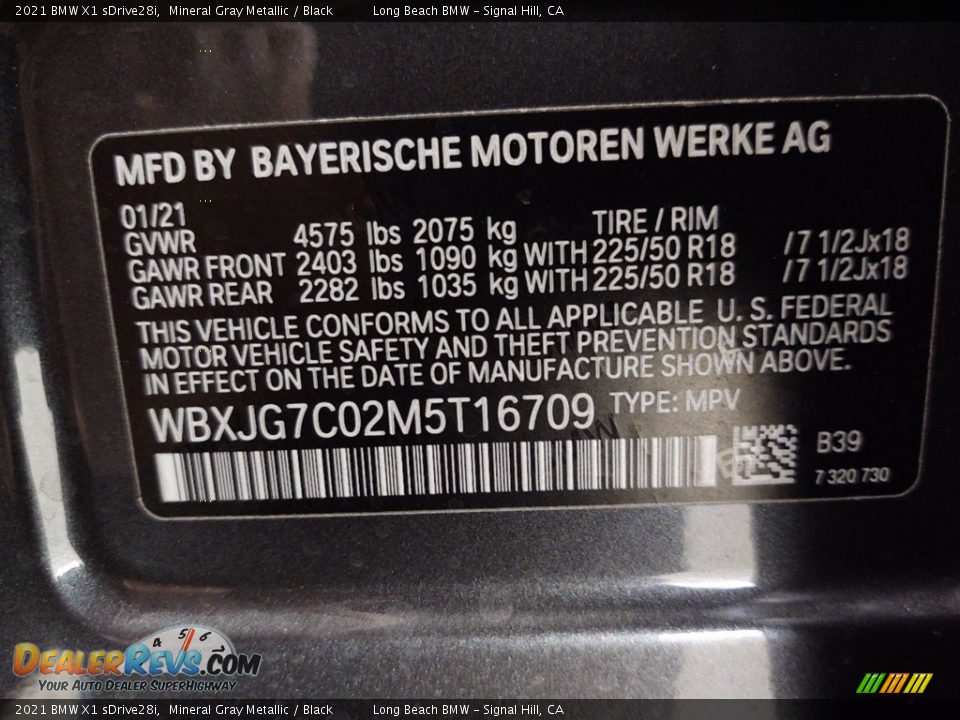 2021 BMW X1 sDrive28i, Mineral Gray Metallic / Black Long Beach BMW - Signal Hill, CA
MFD BY BAYERISCHE MOTOREN WERKE AG
01/21 TIRE / RIM
GVWR 4575 lbs 2075 kg
GAWR FRONT 2403 lbs 1090 kg WITH 225/50 R18 /7 1/2Jx18
GAWR REAR 2282 lbs 1035 kg WITH 225/50 R18 /7 1/2Jx18
THIS VEHICLE CONFORMS TO ALL APPLICABLE U. S. FEDERAL
MOTOR VEHICLE SAFETY AND THEFT PREVENTION STANDARDS
IN EFFECT ON THE DATE OF MANUFACTURE SHOWN ABOVE.
WBXJG7C02M5T16709 TYPE: MPV
B39
7 320 730
4 5 6
DEALERREVS.COM
YOUR AUTO DEALER SUPERHIGHWAY
2021 BMW X1 sDrive28i, Mineral Gray Metallic / Black Long Beach BMW - Signal Hill, CA